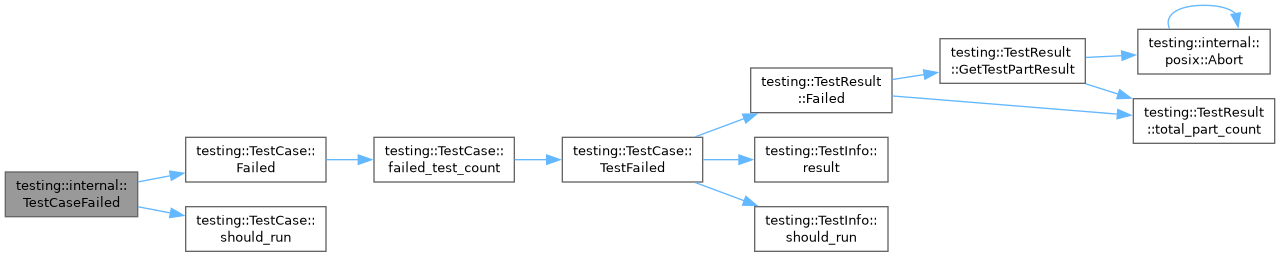 testing::internal::
TestCaseFailed
testing::TestCase::
Failed
testing::TestCase::
should_run
testing::TestCase::
failed_test_count
testing::TestCase::
TestFailed
testing::TestResult
::Failed
testing::TestInfo::
result
testing::TestInfo::
should_run
testing::TestResult
::GetTestPartResult
testing::internal::
posix::Abort
testing::TestResult
::total_part_count